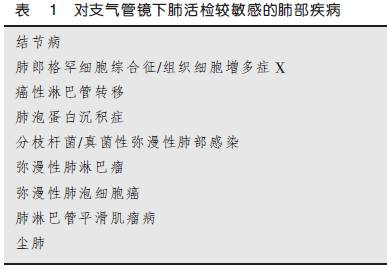 表 1 对支气管镜下肺活检较敏感的肺部疾病
结节病
肺郎格罕细胞综合征/组织细胞增多症 X
癌性淋巴管转移
肺泡蛋白沉积症
分枝杆菌/真菌性弥漫性肺部感染
弥漫性肺淋巴瘤
弥漫性肺泡细胞癌
肺淋巴管平滑肌瘤病
尘肺